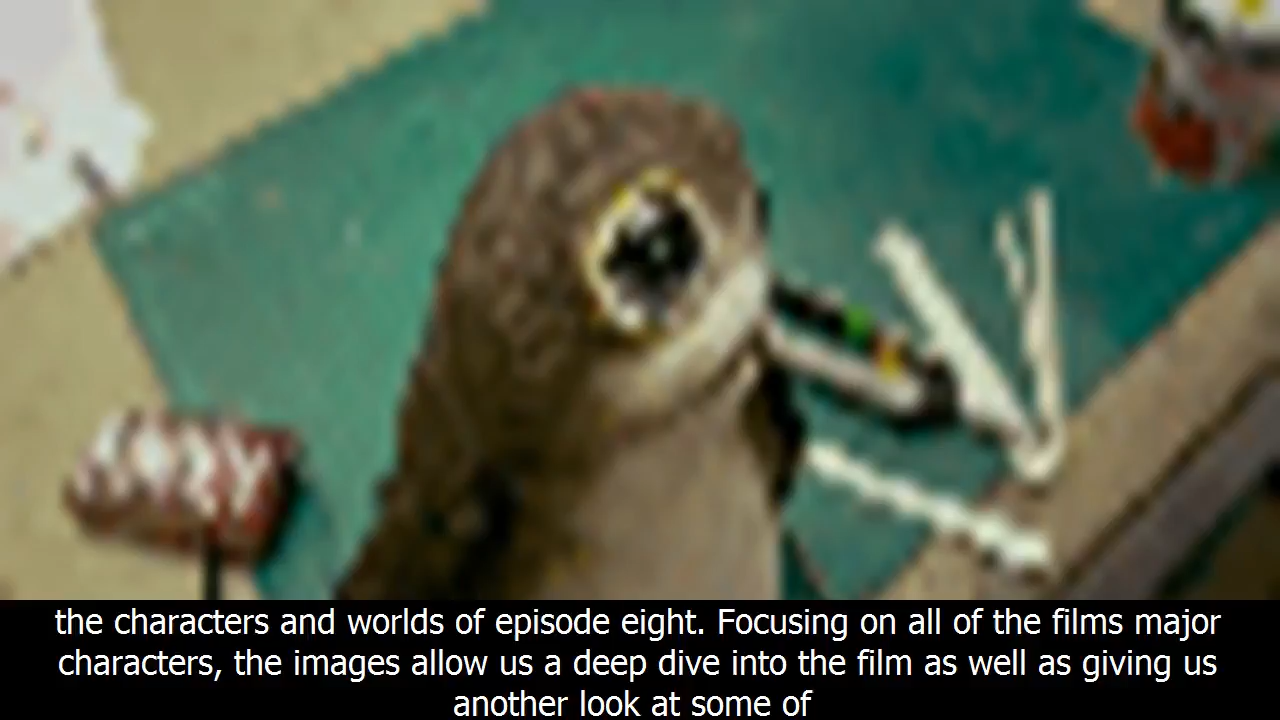 the characters and worlds of episode eight. Focusing on all of the films major
characters, the images allow us a deep dive into the film as well as giving us
another look at some of